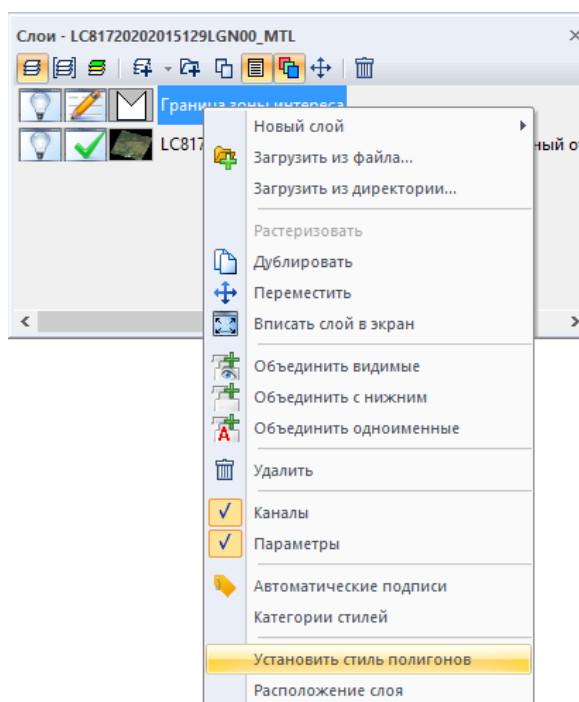 Слои - LC81720202015129LGN00_MTL
Граница зоны интереса
LC817
ный о
Новый слой
Загрузить из файла...
Загрузить из директории...
Растеризовать
Дублировать
Переместить
Вписать слой в экран
Объединить видимые
Объединить с нижним
Объединить одноименные
Удалить
Каналы
Параметры
Автоматические подписи
Категории стилей
Установить стиль полигонов
Расположение слоя